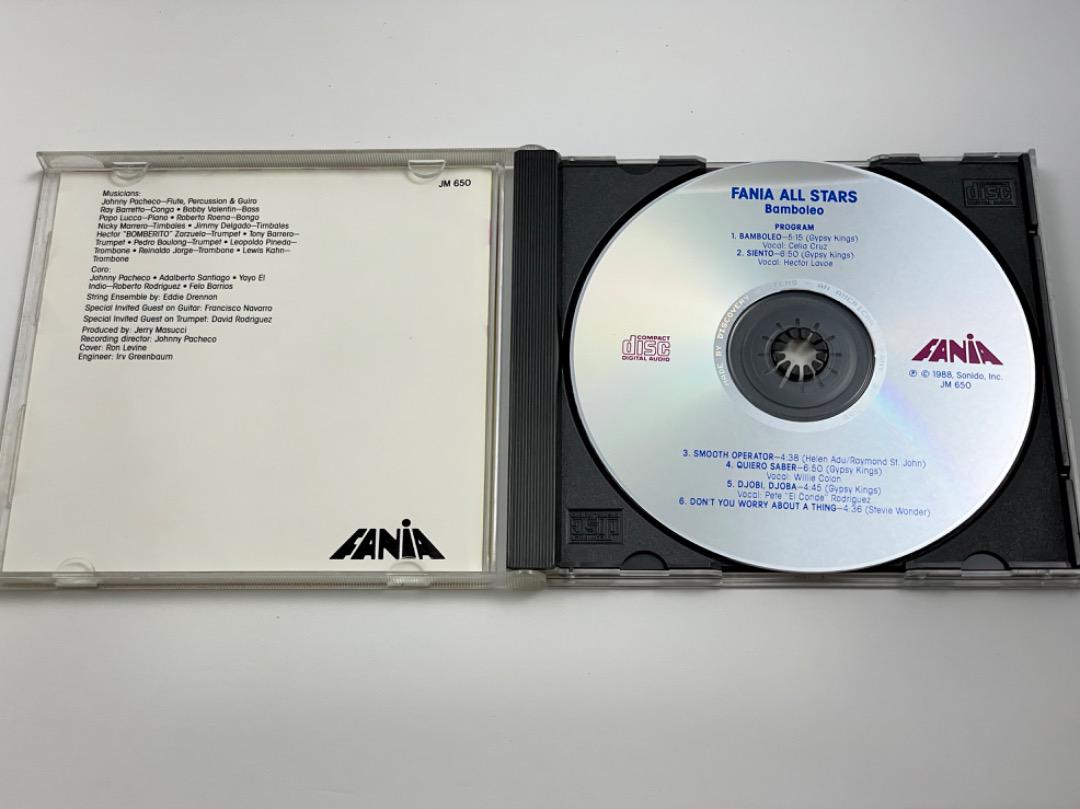 JM 650
Musicians:
Johnny Pacheco—Flute, Percussion & Guiro
Ray Barretto—Conga • Bobby Valentin—Bass
Papo Lucca—Piano • Roberto Roena—Bongo
Nicky Marrero—Timbales • Jimmy Delgado—Timbales
Hector "BOMBERITO" Zarzuela—Trumpet • Tony Barrero—
Trumpet • Pedro Boulong—Trumpet • Leopoldo Pineda—
Trombone • Reinaldo Jorge—Trombone • Lewis Kahn—
Trombone
Coro:
Johnny Pacheco • Adalberto Santiago • Yayo El
Indio—Roberto Rodriguez • Felo Barrios
String Ensemble by: Eddie Drennon
Special Invited Guest on Guitar: Francisco Navarro
Special Invited Guest on Trumpet: David Rodriguez
Produced by: Jerry Masucci
Recording director: Johnny Pacheco
Cover: Ron Levine
Engineer: Irv Greenbaum
FANIA
FANIA ALL STARS
Bamboleo
PROGRAM
1. BAMBOLEO—5:15 (Gypsy Kings)
Vocal: Celia Cruz
2. SIENTO—6:50 (Gypsy Kings)
Vocal: Hector Lavoe
COMPACT
disc
DIGITAL AUDIO
MADE BY DISCOVERY
AN AMERICAN
FANIA
℗ © 1988, Sonido, Inc.
JM 650
3. SMOOTH OPERATOR—4:38 (Helen Adu/Raymond St. John)
4. QUIERO SABER—6:50 (Gypsy Kings)
Vocal: Willie Colon
5. DJOBI, DJOBA—4:45 (Gypsy Kings)
Vocal: Pete "El Conde" Rodriguez
6. DON'T YOU WORRY ABOUT A THING—4:36 (Stevie Wonder)
disc
DIGITAL AUDIO